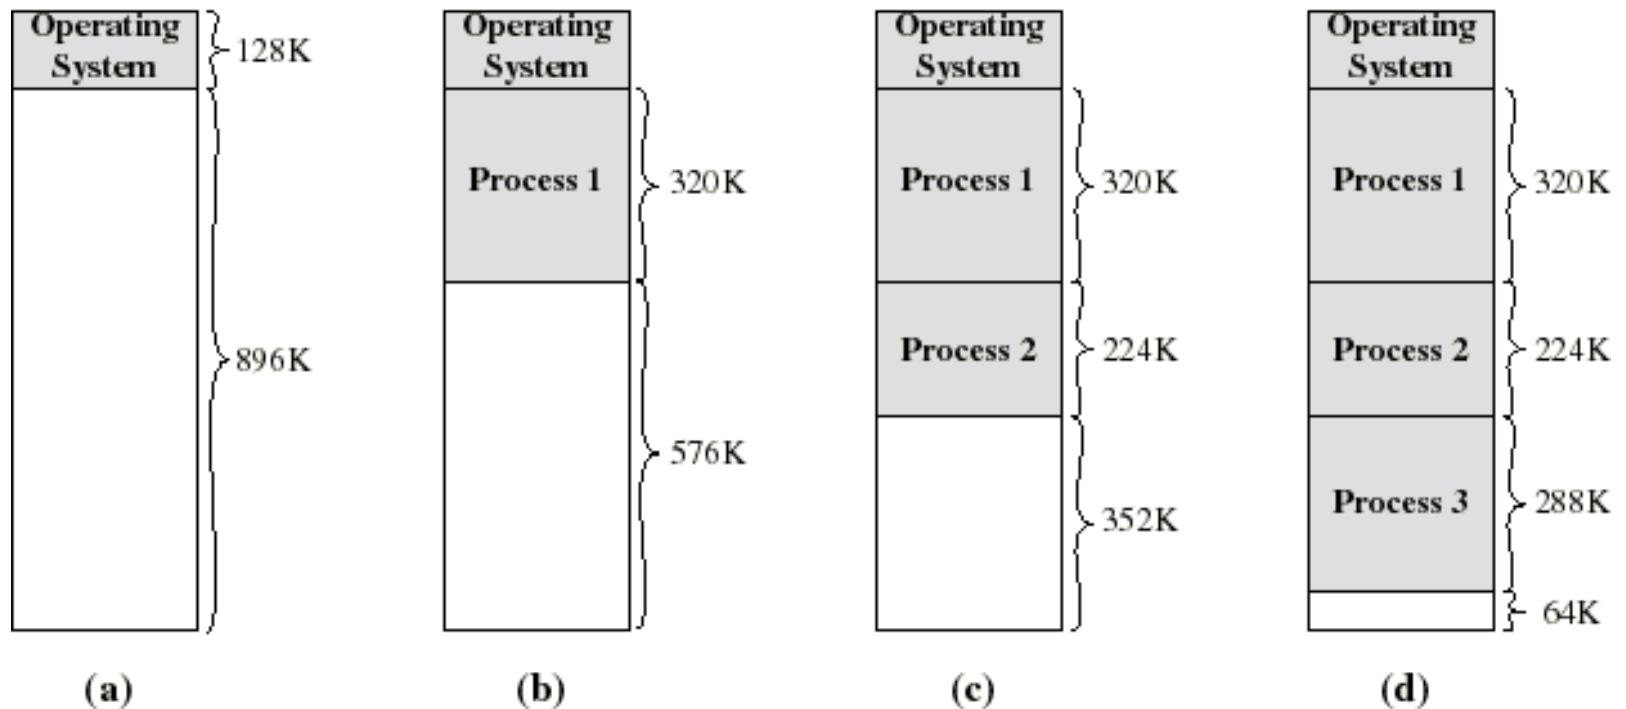 Operating
System
128K
896K
(a)
Operating
System
Process 1
320K
576K
(b)
Operating
System
Process 1
320K
Process 2
224K
352K
(c)
Operating
System
Process 1
320K
Process 2
224K
Process 3
288K
64K
(d)